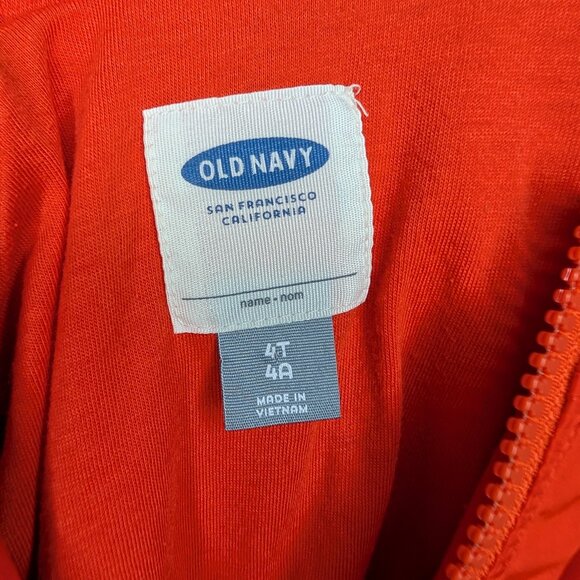 OLD NAVY
SAN FRANCISCO
CALIFORNIA
name • nom
4T
4A
MADE IN
VIETNAM